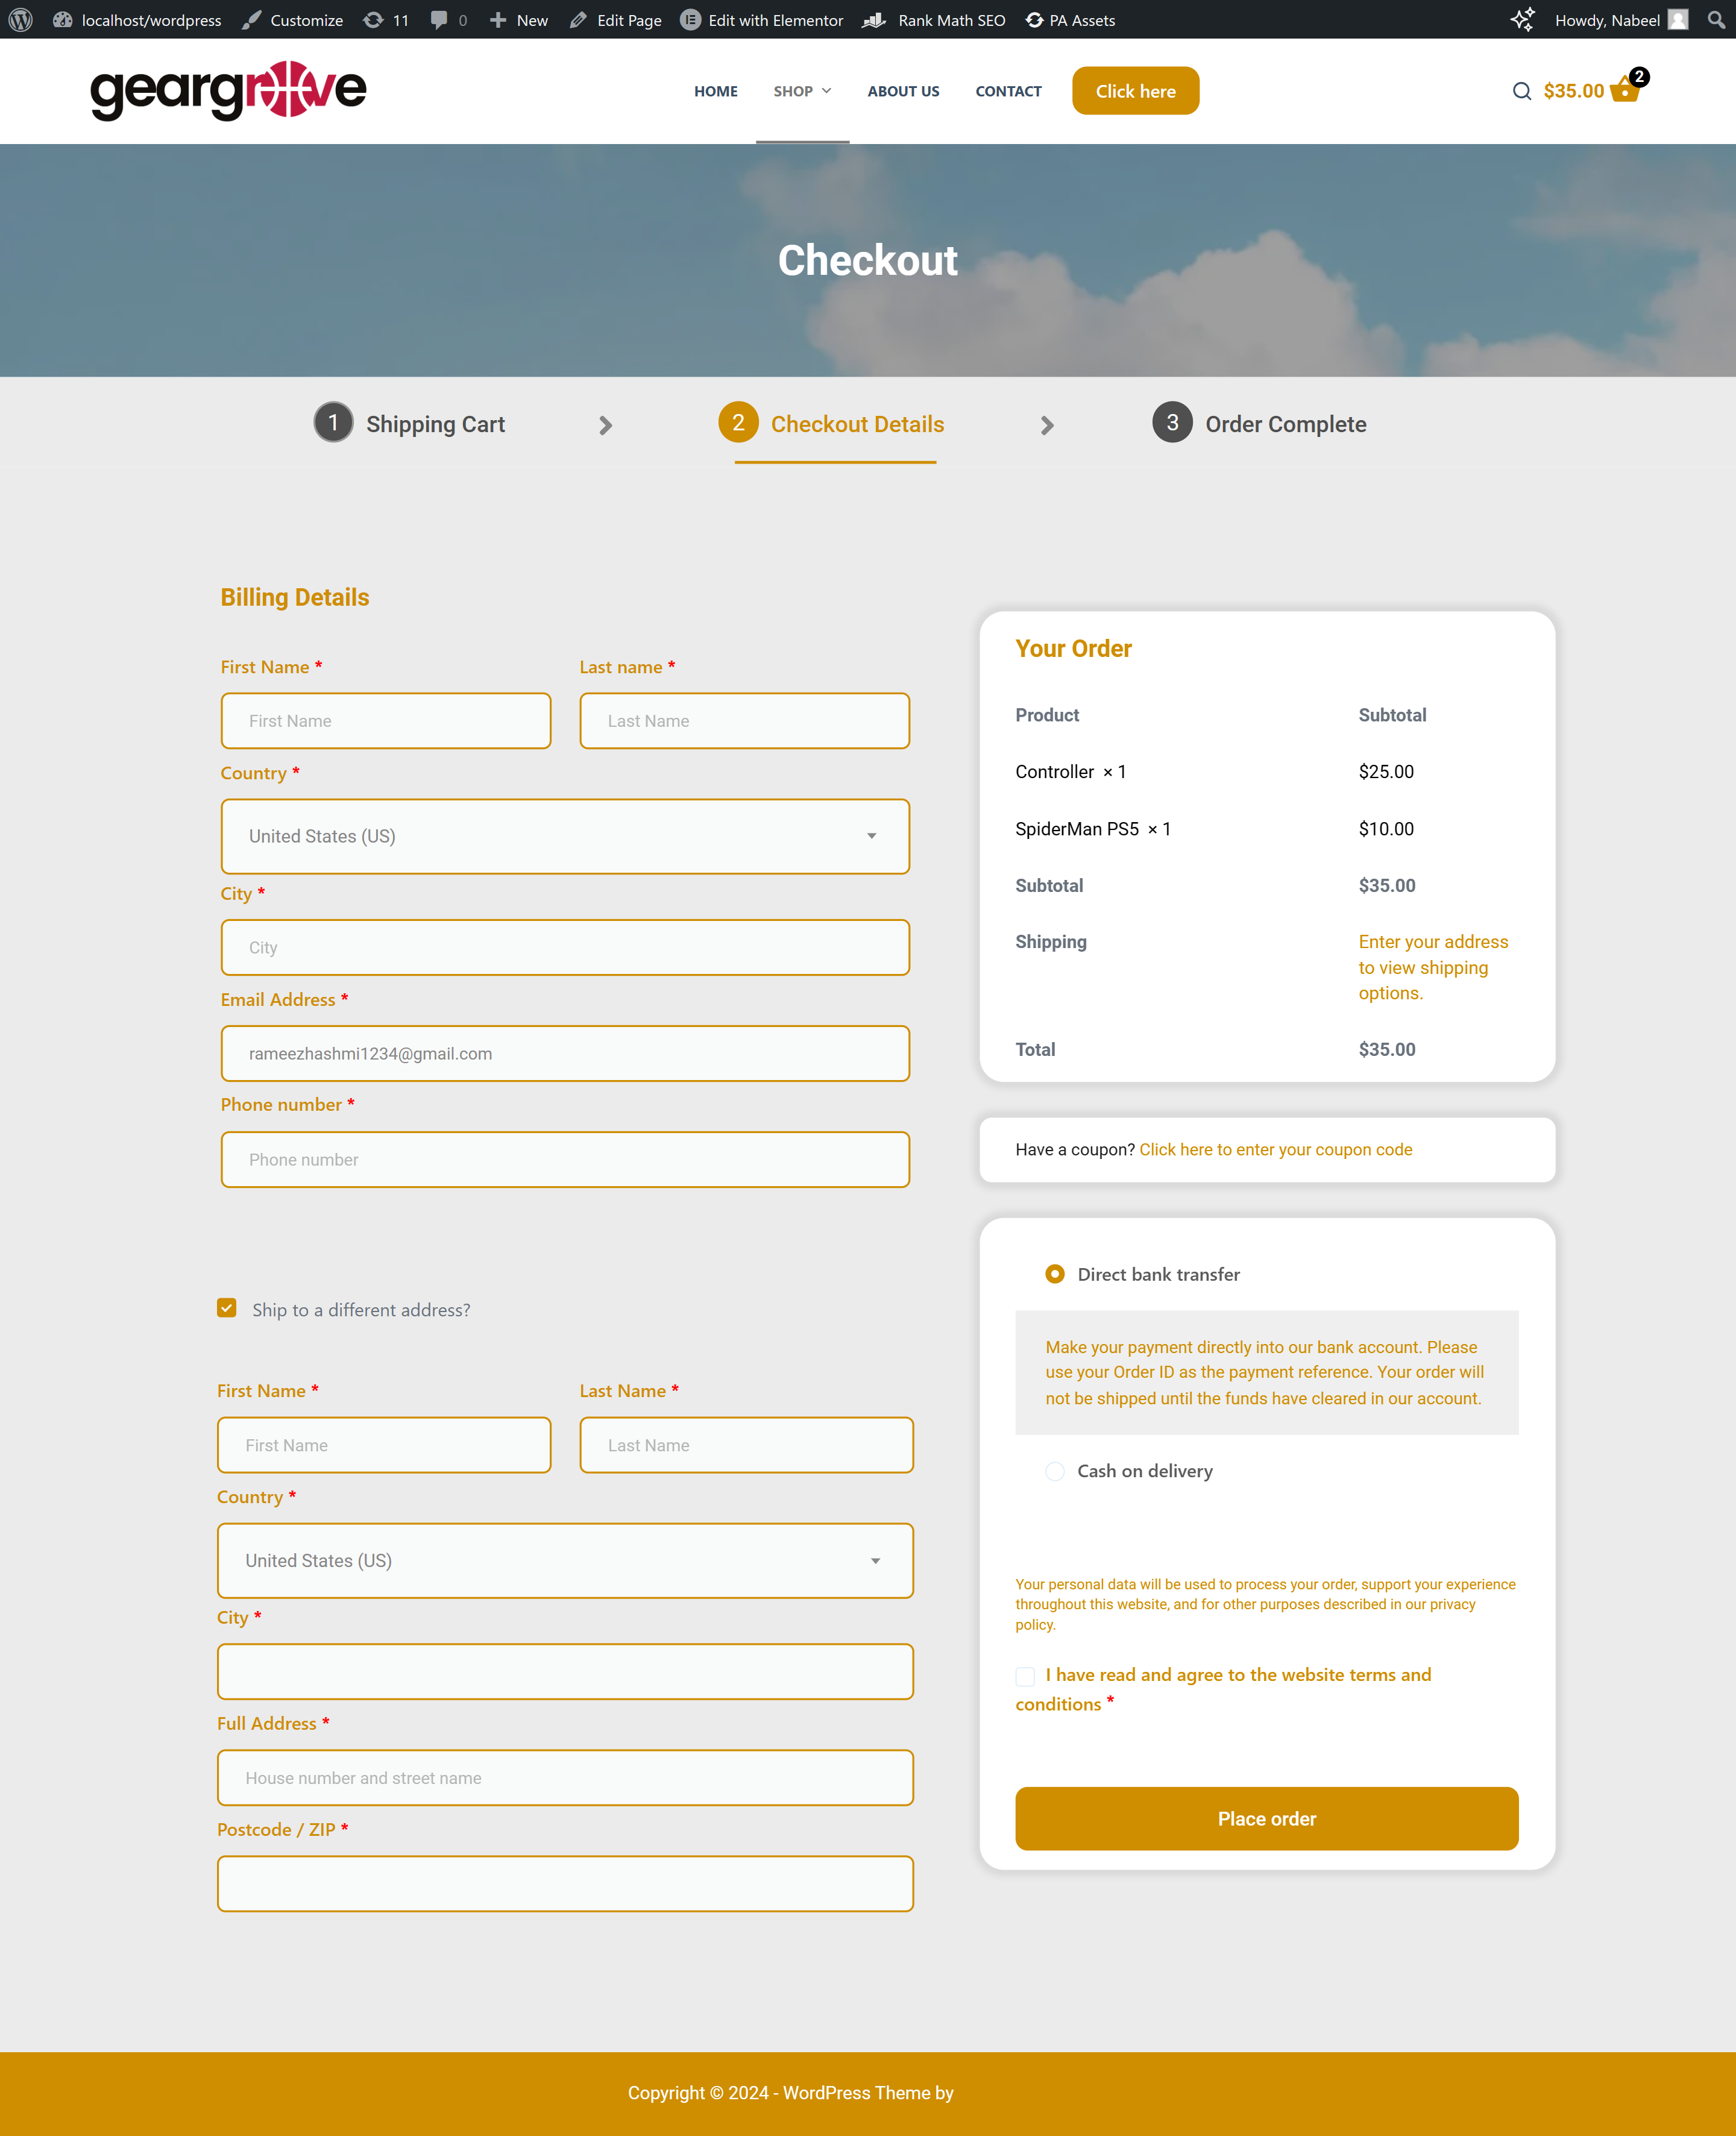 localhost/wordpress Customize 11 0 New Edit Page Edit with Elementor Rank Math SEO PA Assets Howdy, Nabeel
geargroove HOME SHOP ABOUT US CONTACT Click here $35.00 2
Checkout
1 Shipping Cart 2 Checkout Details 3 Order Complete
Billing Details
First Name * Last name *
First Name Last Name
Country *
United States (US)
City *
City
Email Address *
rameezhashmi1234@gmail.com
Phone number *
Phone number
Ship to a different address?
First Name * Last Name *
First Name Last Name
Country *
United States (US)
City *
Full Address *
House number and street name
Postcode / ZIP *
Your Order
Product Subtotal
Controller × 1 $25.00
SpiderMan PS5 × 1 $10.00
Subtotal $35.00
Shipping Enter your address
to view shipping
options.
Total $35.00
Have a coupon? Click here to enter your coupon code
Direct bank transfer
Make your payment directly into our bank account. Please
use your Order ID as the payment reference. Your order will
not be shipped until the funds have cleared in our account.
Cash on delivery
Your personal data will be used to process your order, support your experience
throughout this website, and for other purposes described in our privacy
policy.
I have read and agree to the website terms and
conditions *
Place order
Copyright © 2024 - WordPress Theme by